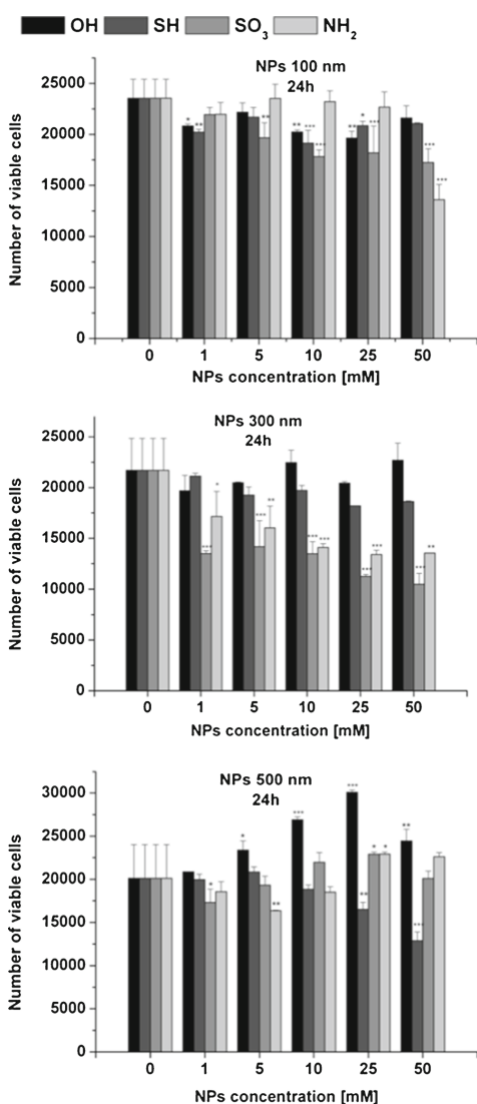 OH SH SO₃ NH₂
NPs 100 nm
24h
Number of viable cells
25000
20000
15000
10000
5000
0
* ** ** ** *** *** ** * *** *** ***
0 1 5 10 25 50
NPs concentration [mM]
NPs 300 nm
24h
Number of viable cells
25000
20000
15000
10000
5000
0
*** * *** ** *** *** *** *** *** **
0 1 5 10 25 50
NPs concentration [mM]
NPs 500 nm
24h
Number of viable cells
30000
25000
20000
15000
10000
5000
0
* * ** *** *** ** * * ** ***
0 1 5 10 25 50
NPs concentration [mM]